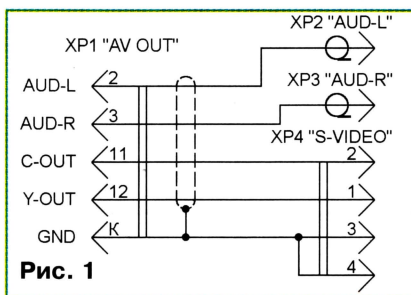 XP2 "AUD-L"
XP1 "AV OUT"
AUD-L 2
XP3 "AUD-R"
AUD-R 3
XP4 "S-VIDEO"
C-OUT 11 2
Y-OUT 12 1
GND K 3
4
Рис. 1